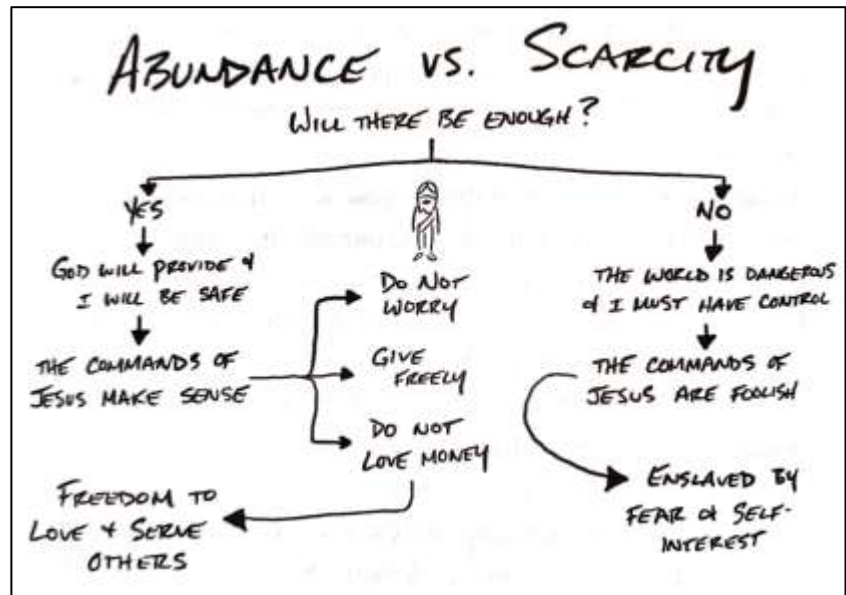 ABUNDANCE VS. SCARCITY
WILL THERE BE ENOUGH?
YES
GOD WILL PROVIDE &
I WILL BE SAFE
THE COMMANDS OF
JESUS MAKE SENSE
DO NOT
WORRY
GIVE
FREELY
DO NOT
LOVE MONEY
FREEDOM TO
LOVE & SERVE
OTHERS
NO
THE WORLD IS DANGEROUS
& I MUST HAVE CONTROL
THE COMMANDS OF
JESUS ARE FOOLISH
ENSLAVED BY
FEAR & SELF-
INTEREST